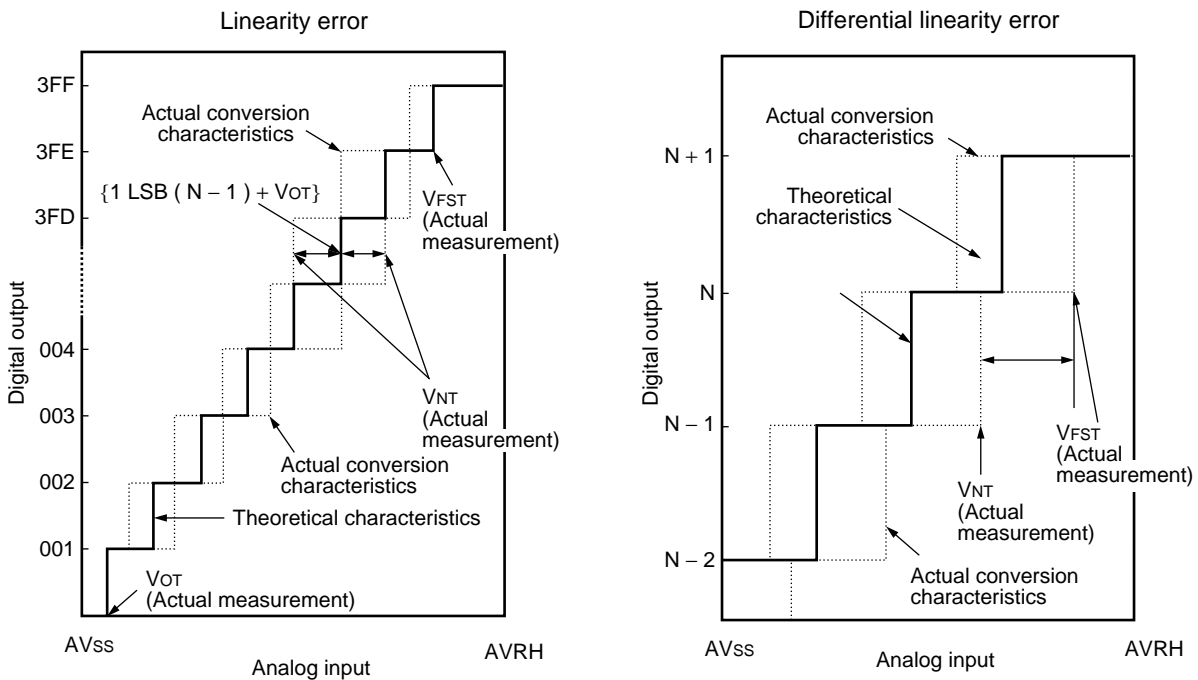 Linearity error
3FF
3FE
3FD
004
003
002
001
Digital output
Actual conversion
characteristics
{1 LSB ( N – 1 ) + VOT}
VFST
(Actual
measurement)
VNT
(Actual
measurement)
Actual conversion
characteristics
Theoretical characteristics
VOT
(Actual measurement)
AVSS
Analog input
AVRH
Differential linearity error
N + 1
N
N – 1
N – 2
Digital output
Actual conversion
characteristics
Theoretical
characteristics
VFST
(Actual
measurement)
VNT
(Actual
measurement)
Actual conversion
characteristics
AVSS
Analog input
AVRH